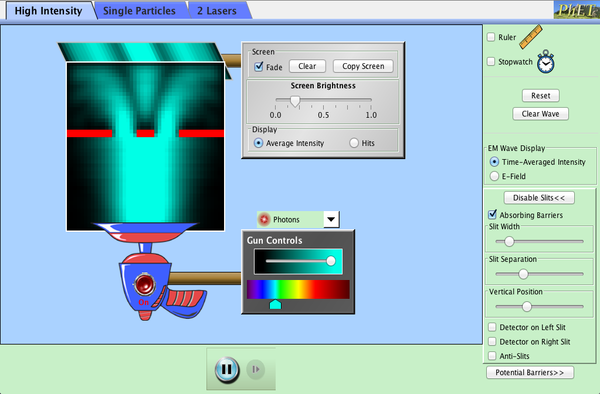 High Intensity
Single Particles
2 Lasers
PhET
Screen
Fade
Clear
Copy Screen
Screen Brightness
0.0 0.5 1.0
Display
Average Intensity
Hits
Photons
Gun Controls
On
Ruler
Stopwatch
Reset
Clear Wave
EM Wave Display
Time-Averaged Intensity
E-Field
Disable Slits<<
Absorbing Barriers
Slit Width
Slit Separation
Vertical Position
Detector on Left Slit
Detector on Right Slit
Anti-Slits
Potential Barriers>>